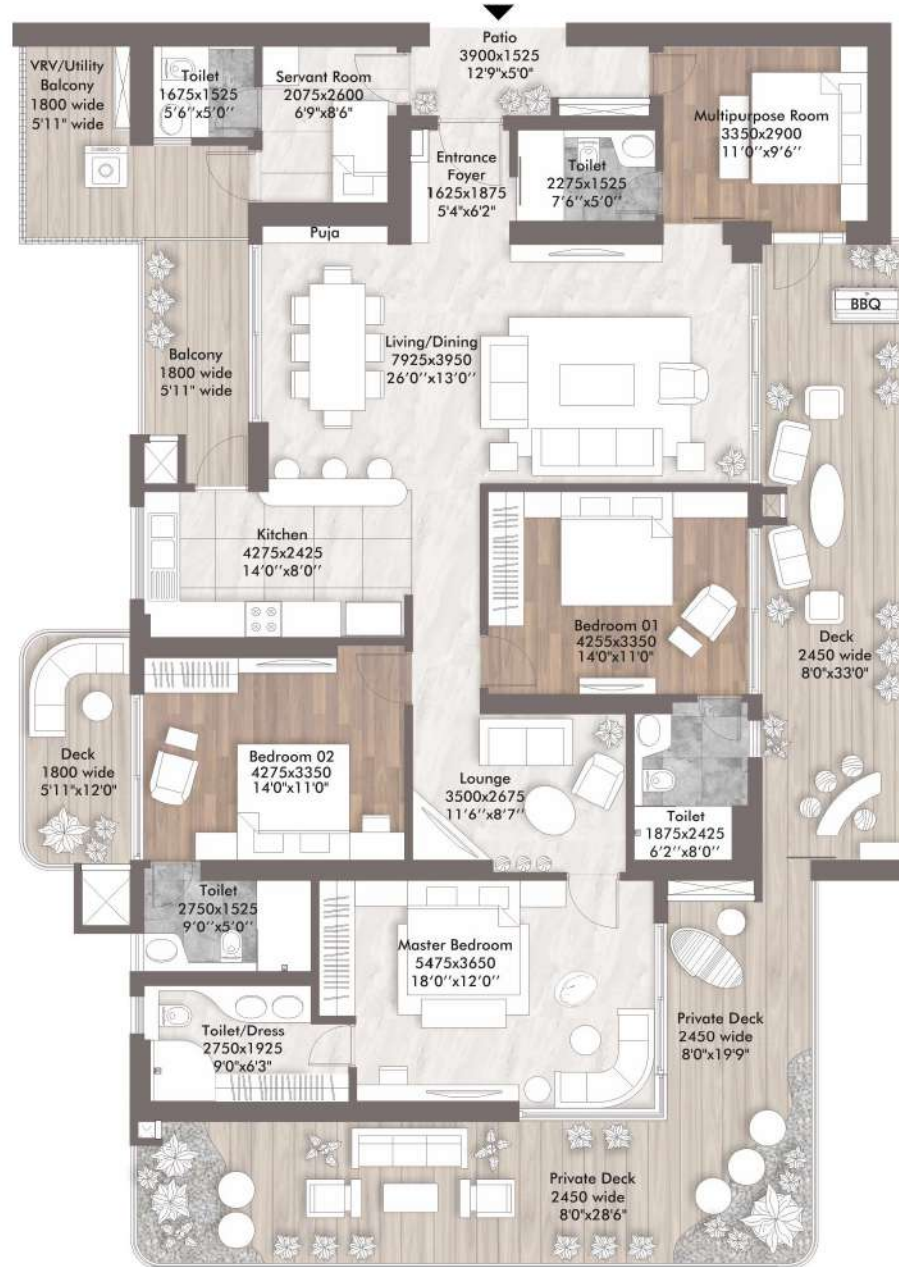 Patio
3900x1525
12'9"x5'0"
VRV/Utility
Balcony
1800 wide
5'11" wide
Toilet
1675x1525
5'6"x5'0''
Servant Room
2075x2600
6'9"x8'6"
Multipurpose Room
3350x2900
11'0''x9'6''
Entrance
Foyer
1625x1875
5'4"x6'2"
Toilet
2275x1525
7'6''x5'0''
Puja
BBQ
Balcony
1800 wide
5'11" wide
Living/Dining
7925x3950
26'0''x13'0''
Kitchen
4275x2425
14'0''x8'0''
Bedroom 01
4255x3350
14'0"x11'0"
Deck
2450 wide
8'0"x33'0"
Deck
1800 wide
5'11"x12'0"
Bedroom 02
4275x3350
14'0"x11'0"
Lounge
3500x2675
11'6''x8'7''
Toilet
1875x2425
6'2''x8'0''
Toilet
2750x1525
9'0''x5'0''
Master Bedroom
5475x3650
18'0''x12'0''
Toilet/Dress
2750x1925
9'0"x6'3"
Private Deck
2450 wide
8'0"x19'9"
Private Deck
2450 wide
8'0"x28'6"